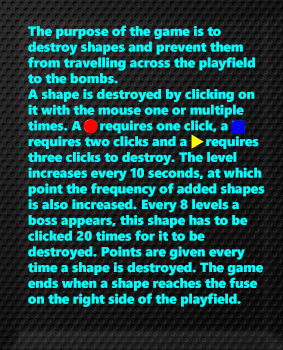 The purpose of the game is to
destroy shapes and prevent them
from travelling across the playfield
to the bombs.
A shape is destroyed by clicking on
it with the mouse one or multiple
times. A requires one click, a
requires two clicks and a requires
three clicks to destroy. The level
increases every 10 seconds, at which
point the frequency of added shapes
is also increased. Every 8 levels a
boss appears, this shape has to be
clicked 20 times for it to be
destroyed. Points are given every
time a shape is destroyed. The game
ends when a shape reaches the fuse
on the right side of the playfield.